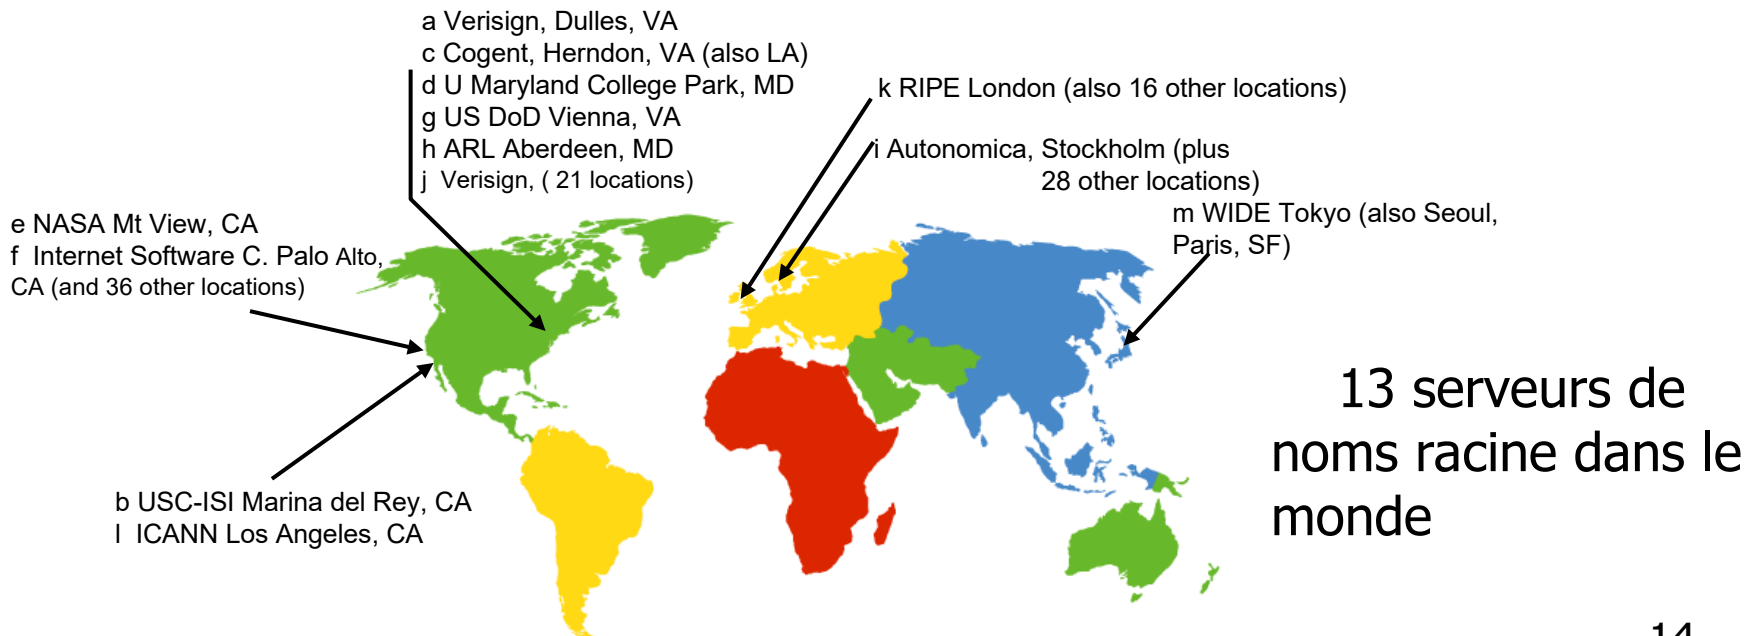 a Verisign, Dulles, VA
c Cogent, Herndon, VA (also LA)
d U Maryland College Park, MD
g US DoD Vienna, VA
h ARL Aberdeen, MD
j Verisign, ( 21 locations)
k RIPE London (also 16 other locations)
i Autonomica, Stockholm (plus
28 other locations)
m WIDE Tokyo (also Seoul,
Paris, SF)
e NASA Mt View, CA
f Internet Software C. Palo Alto,
CA (and 36 other locations)
b USC-ISI Marina del Rey, CA
l ICANN Los Angeles, CA
13 serveurs de
noms racine dans le
monde
14